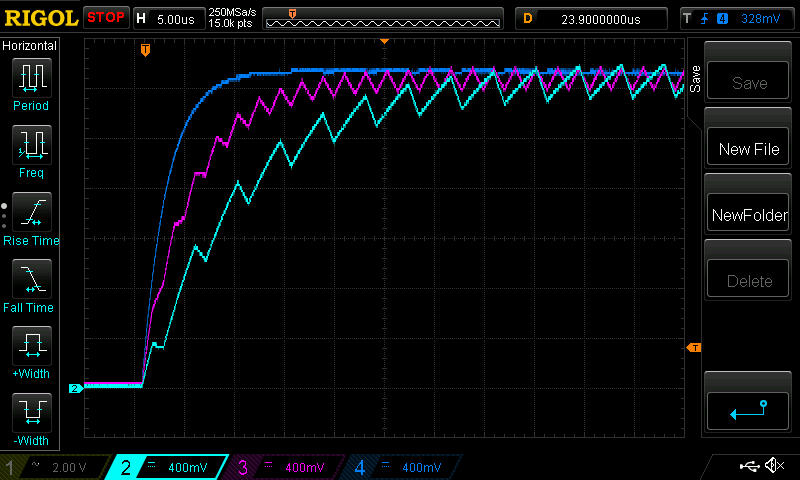 RIGOL STOP H 5.00us 250MSa/s 15.0k pts T D 23.9000000us T 4 328mV
Horizontal
Period
Freq
Rise Time
Fall Time
+Width
-Width
T
2
T
Save
Save
New File
NewFolder
Delete
1 ~ 2.00 V 2 400mV 3 400mV 4 400mV